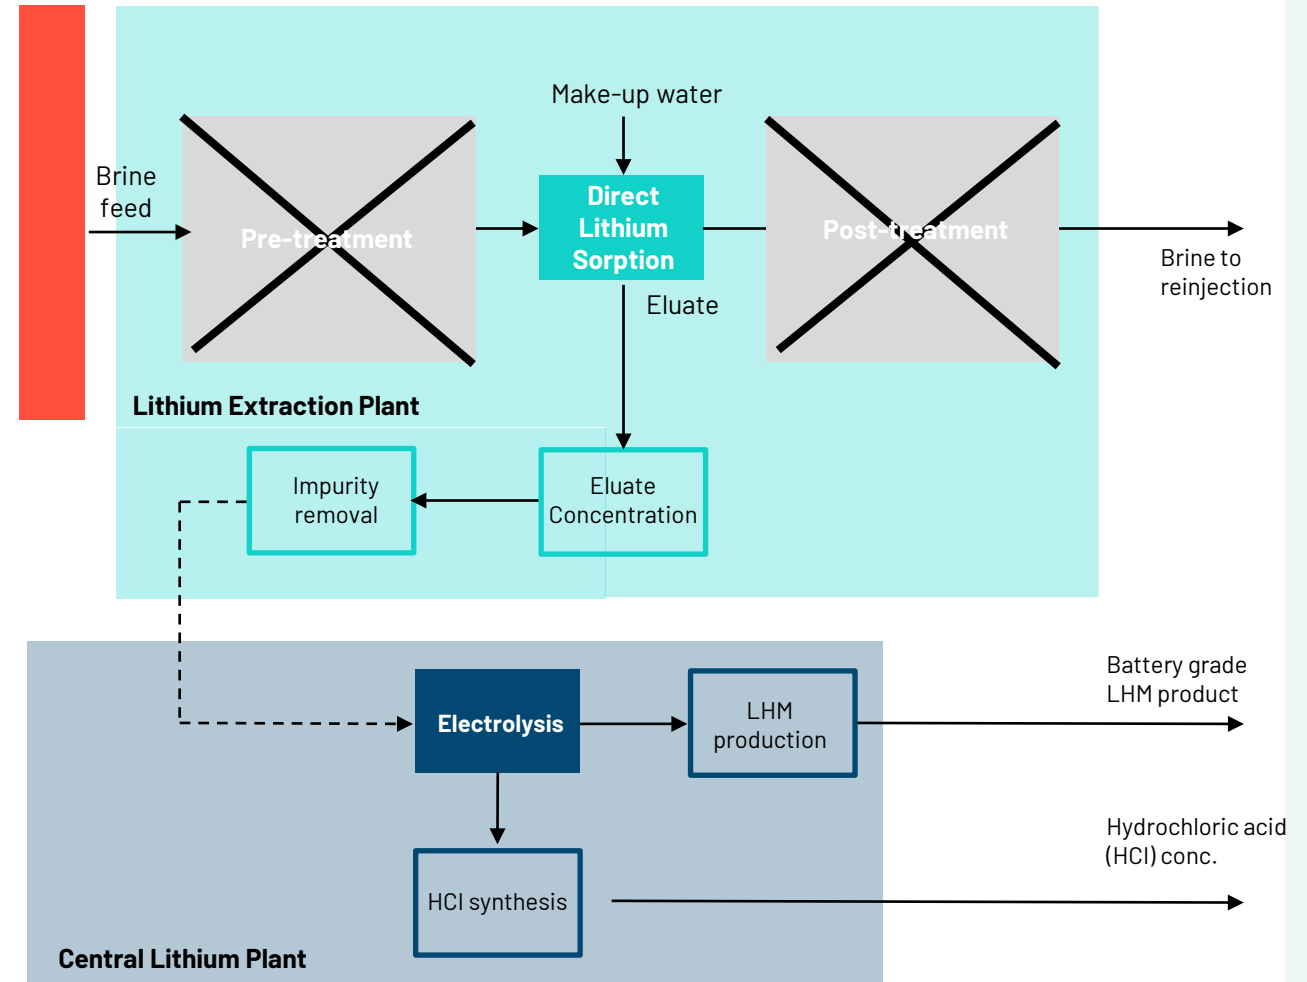 Make-up water
Brine
feed
Pre-treatment
Direct
Lithium
Sorption
Post-treatment
Brine to
reinjection
Eluate
Lithium Extraction Plant
Impurity
removal
Eluate
Concentration
Electrolysis
LHM
production
Battery grade
LHM product
Hydrochloric acid
(HCl) conc.
HCl synthesis
Central Lithium Plant